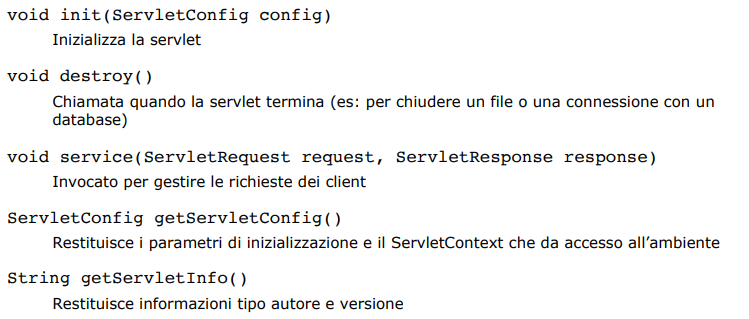 void init(ServletConfig config)
Inizializza la servlet
void destroy()
Chiamata quando la servlet termina (es: per chiudere un file o una connessione con un
database)
void service(ServletRequest request, ServletResponse response)
Invocato per gestire le richieste dei client
ServletConfig getServletConfig()
Restituisce i parametri di inizializzazione e il ServletContext che da accesso all’ambiente
String getServletInfo()
Restituisce informazioni tipo autore e versione